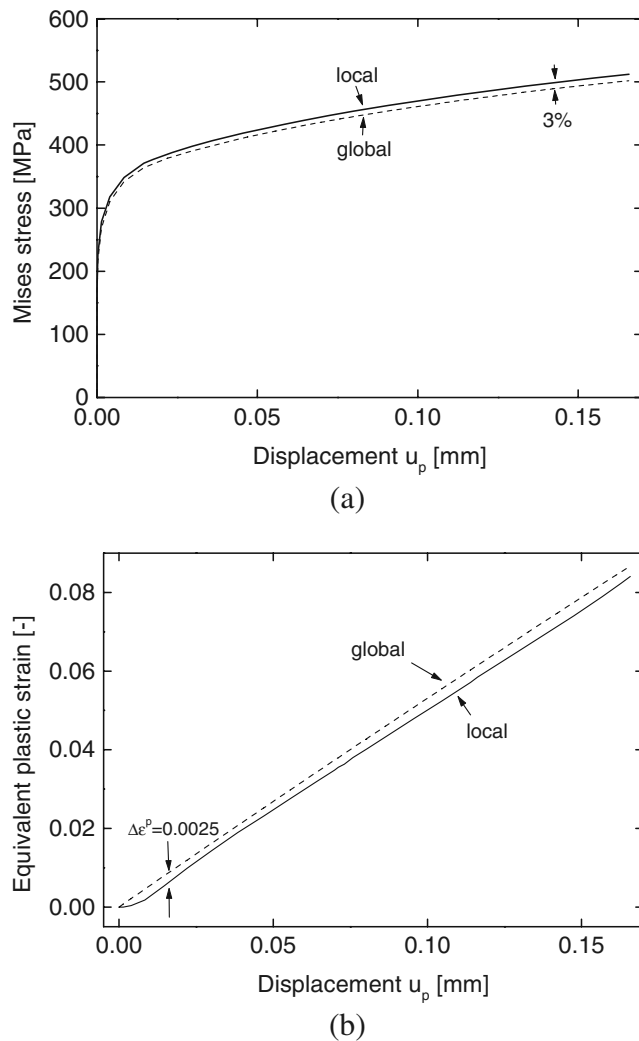 600
500
400
300
200
100
0
Mises stress [MPa]
local
global
3%
0.00
0.05
0.10
0.15
Displacement u_p [mm]
(a)
0.08
0.06
0.04
0.02
0.00
Equivalent plastic strain [-]
global
local
Δε^p=0.0025
0.00
0.05
0.10
0.15
Displacement u_p [mm]
(b)